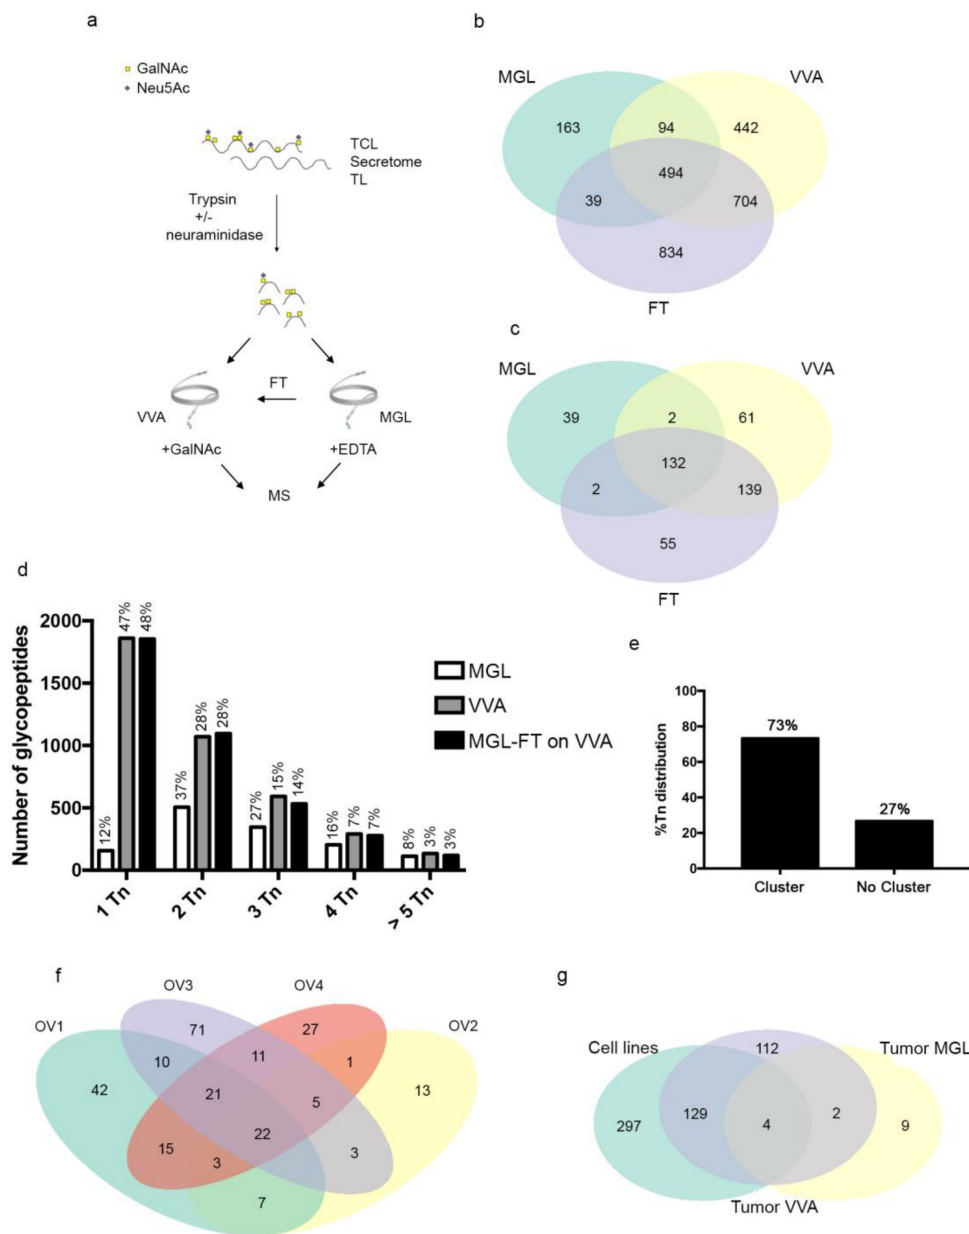 a
GalNAc
Neu5Ac
TCL
Secretome
TL
Trypsin
+/-
neuraminidase
FT
VVA
MGL
+GalNAc
+EDTA
MS
b
MGL
VVA
163
94
442
494
39
704
834
FT
c
MGL
VVA
39
2
61
132
2
139
55
FT
d
Number of glycopeptides
2000
1500
1000
500
0
12%
47%
48%
37%
28%
28%
27%
15%
14%
16%
7%
7%
8%
3%
3%
1 Tn
2 Tn
3 Tn
4 Tn
> 5 Tn
MGL
VVA
MGL-FT on VVA
e
%Tn distribution
100
80
60
40
20
0
73%
27%
Cluster
No Cluster
f
OV1
OV3
OV4
OV2
71
27
10
11
1
42
21
5
13
15
22
3
3
7
g
Cell lines
112
Tumor MGL
297
129
4
2
9
Tumor VVA